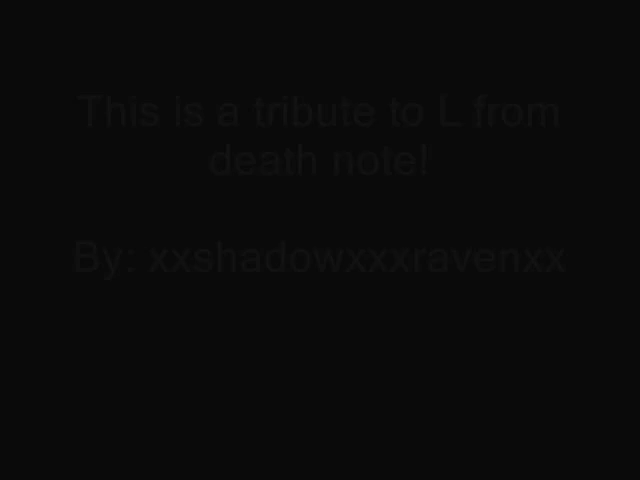 This is a tribute to L from
death note!
By: xxshadowxxxravenxx